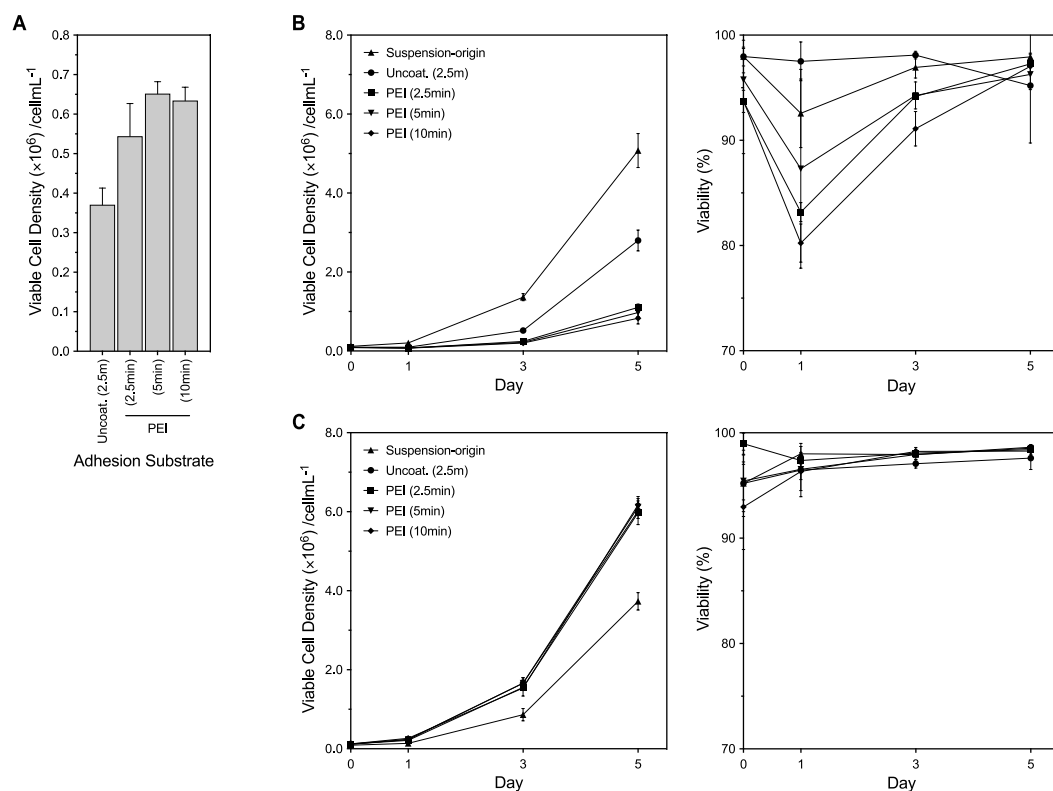 A
Viable Cell Density (×10⁶) /cellmL⁻¹
0.8
0.7
0.6
0.5
0.4
0.3
0.2
0.1
0.0
Uncoat. (2.5m)
(2.5min)
(5min)
(10min)
PEI
Adhesion Substrate
B
Viable Cell Density (×10⁶) /cellmL⁻¹
8.0
6.0
4.0
2.0
0.0
Suspension-origin
Uncoat. (2.5m)
PEI (2.5min)
PEI (5min)
PEI (10min)
0 1 3 5
Day
Viability (%)
100
90
80
70
0 1 3 5
Day
C
Viable Cell Density (×10⁶) /cellmL⁻¹
8.0
6.0
4.0
2.0
0.0
Suspension-origin
Uncoat. (2.5m)
PEI (2.5min)
PEI (5min)
PEI (10min)
0 1 3 5
Day
Viability (%)
100
90
80
70
0 1 3 5
Day